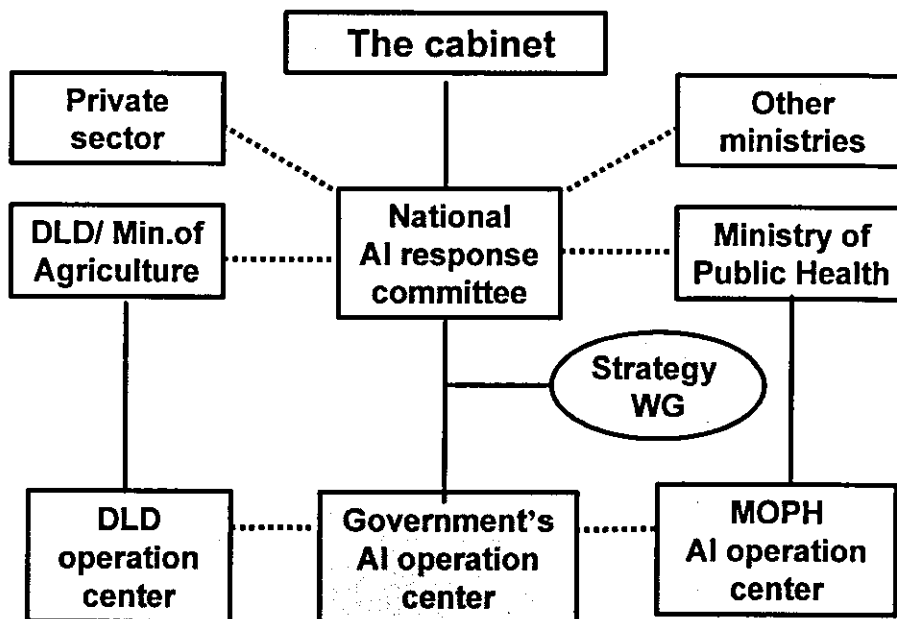 The cabinet
Private
sector
Other
ministries
DLD/ Min.of
Agriculture
National
AI response
committee
Ministry of
Public Health
Strategy
WG
DLD
operation
center
Government's
AI operation
center
MOPH
AI operation
center